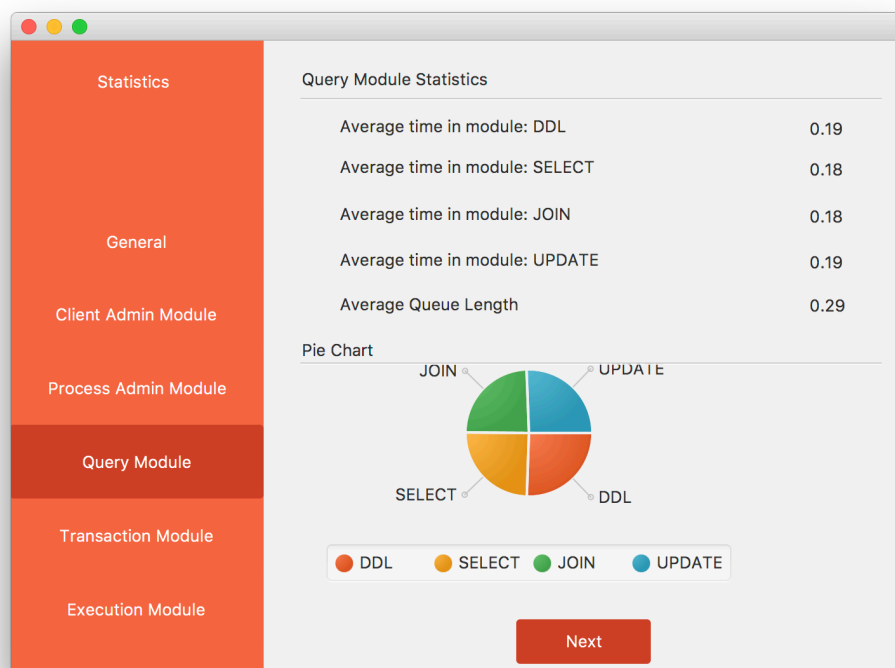 Statistics
General
Client Admin Module
Process Admin Module
Query Module
Transaction Module
Execution Module
Query Module Statistics
Average time in module: DDL 0.19
Average time in module: SELECT 0.18
Average time in module: JOIN 0.18
Average time in module: UPDATE 0.19
Average Queue Length 0.29
Pie Chart
JOIN UPDATE
SELECT DDL
DDL SELECT JOIN UPDATE
Next